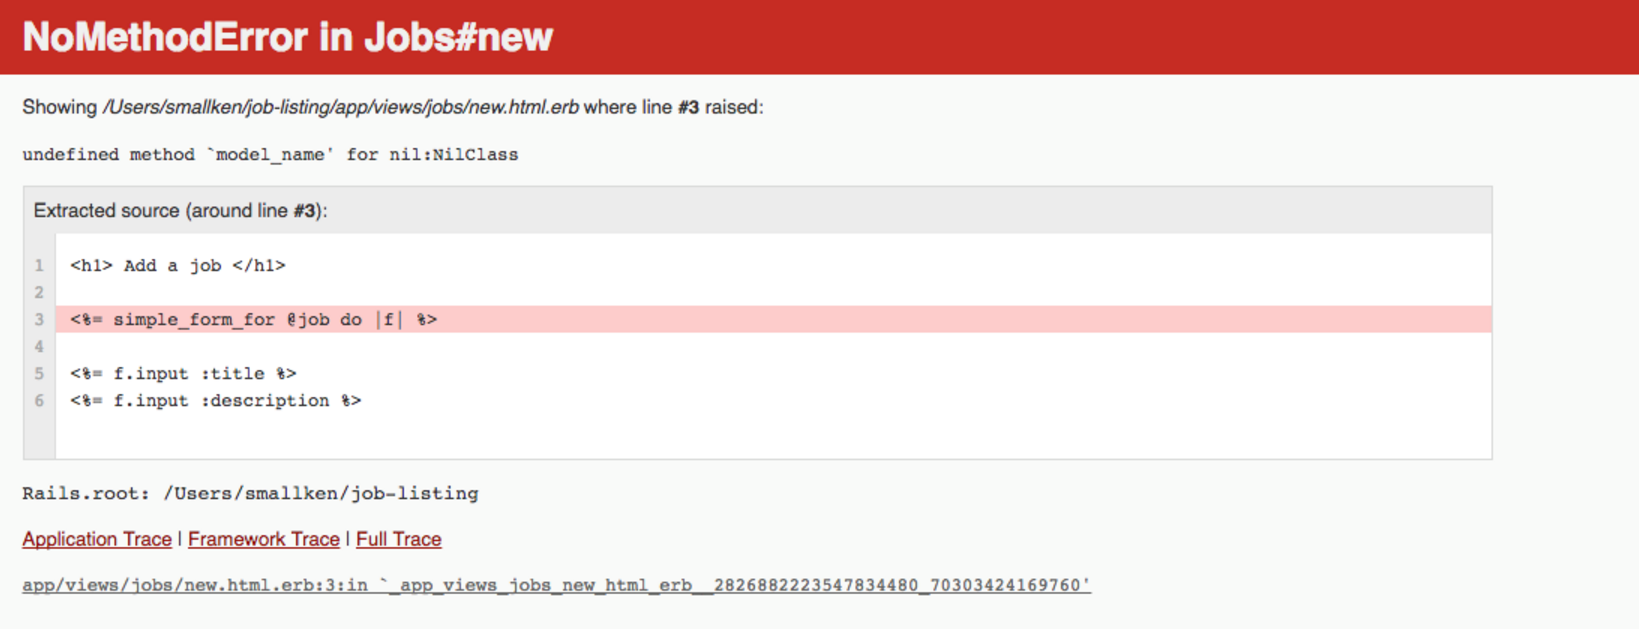 NoMethodError in Jobs#new
Showing /Users/smallken/job-listing/app/views/jobs/new.html.erb where line #3 raised:
undefined method `model_name' for nil:NilClass
Extracted source (around line #3):
1 <h1> Add a job </h1>
2
3 <%= simple_form_for @job do |f| %>
4
5 <%= f.input :title %>
6 <%= f.input :description %>
Rails.root: /Users/smallken/job-listing
Application Trace | Framework Trace | Full Trace
app/views/jobs/new.html.erb:3:in `_app_views_jobs_new_html_erb__2826882223547834480_70303424169760'